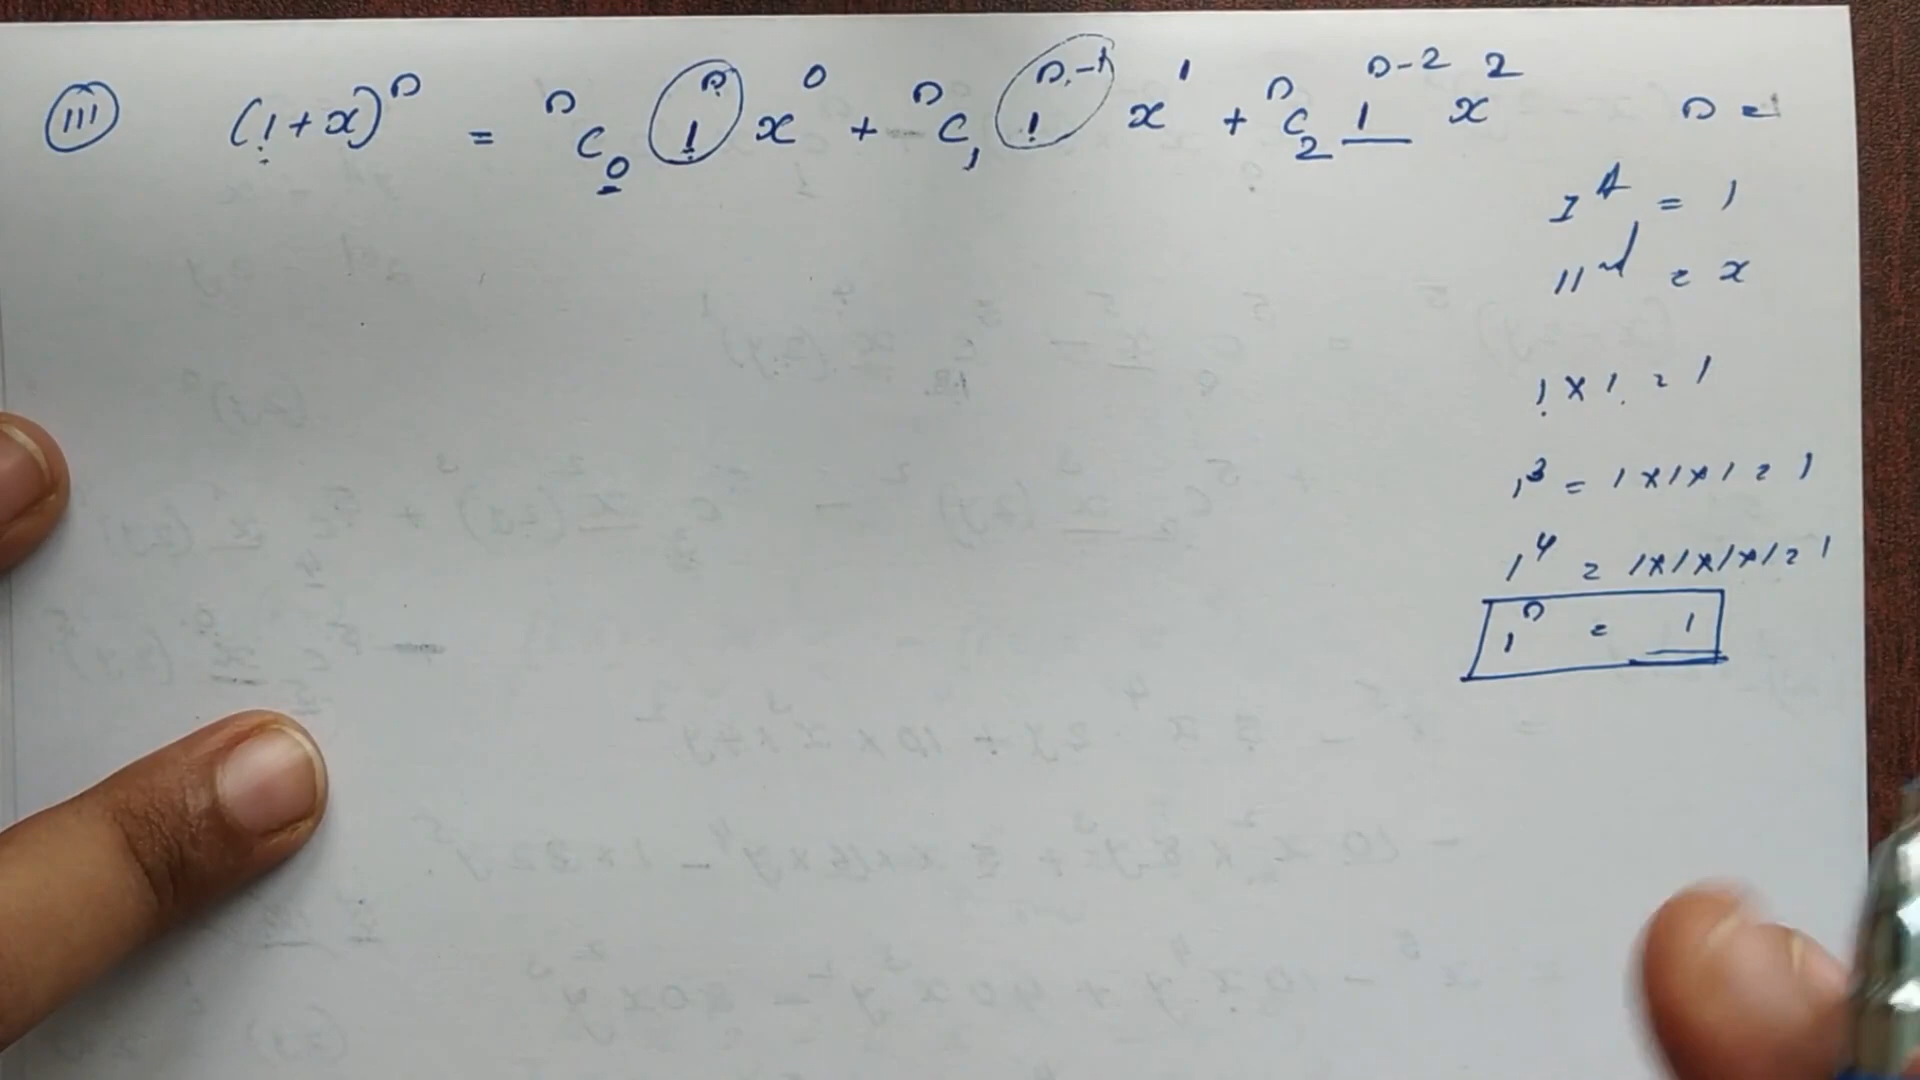 (III) (1+x)ⁿ = ⁿC₀ 1ⁿ x⁰ + ⁿC₁ 1ⁿ⁻¹ x¹ + ⁿC₂ 1ⁿ⁻² x² n =
= 1
= x
1 × 1 = 1
1³ = 1×1×1 = 1
1⁴ = 1×1×1×1 = 1
1ⁿ = 1